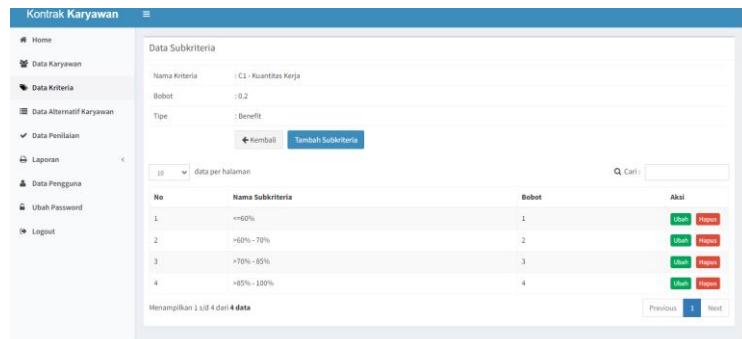 Kontrak Karyawan
Home
Data Karyawan
Data Kriteria
Data Alternatif Karyawan
Data Penilaian
Laporan
Data Pengguna
Ubah Password
Logout
Data Subkriteria
Nama Kriteria : C1 - Kuantitas Kerja
Bobot : 0.2
Tipe : Benefit
Kembali Tambah Subkriteria
10 data per halaman Cari :
No Nama Subkriteria Bobot Aksi
1 <=60% 1 Ubah Hapus
2 >60% - 70% 2 Ubah Hapus
3 >70% - 85% 3 Ubah Hapus
4 >85% - 100% 4 Ubah Hapus
Menampilkan 1 s/d 4 dari 4 data Previous 1 Next